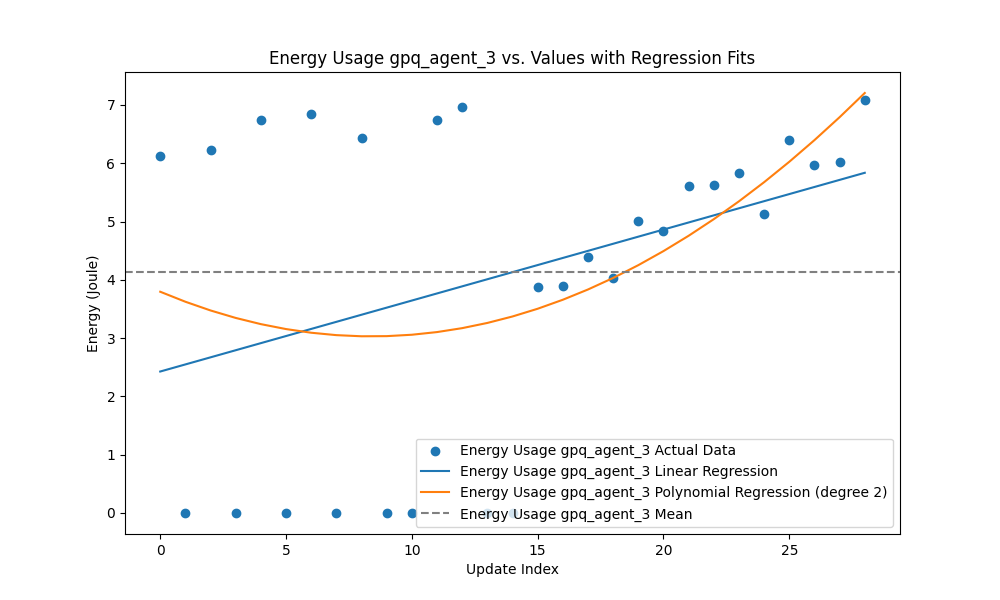 Energy Usage gpq_agent_3 vs. Values with Regression Fits
7
6
5
4
3
2
1
0
Energy (Joule)
Energy Usage gpq_agent_3 Actual Data
Energy Usage gpq_agent_3 Linear Regression
Energy Usage gpq_agent_3 Polynomial Regression (degree 2)
Energy Usage gpq_agent_3 Mean
0 5 10 15 20 25
Update Index